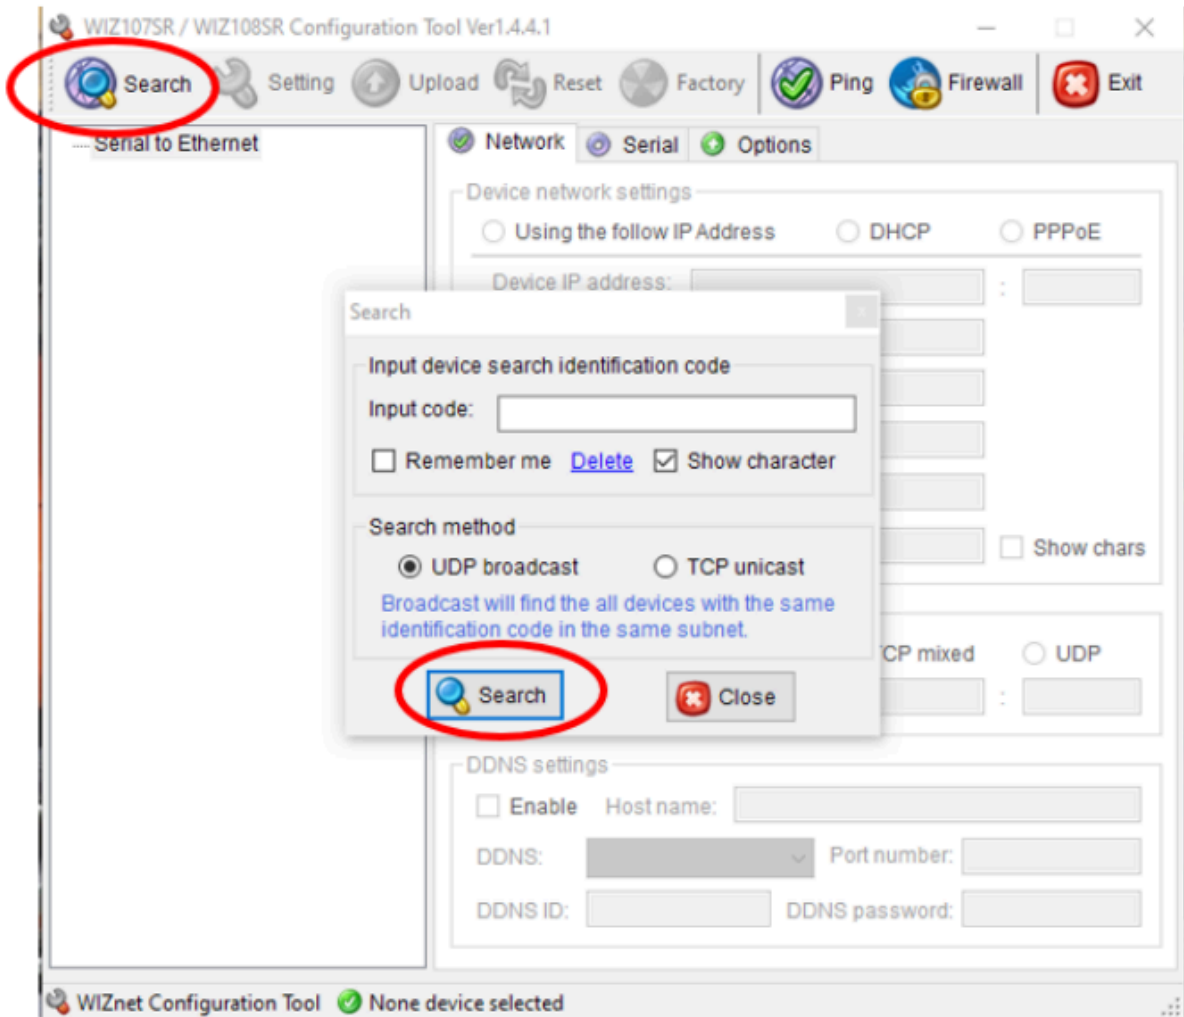 WIZ107SR / WIZ108SR Configuration Tool Ver1.4.4.1
Search Setting Upload Reset Factory Ping Firewall Exit
Serial to Ethernet
Network Serial Options
Device network settings
Using the follow IP Address DHCP PPPoE
Device IP address: :
Search
Input device search identification code
Input code:
Remember me Delete Show character
Search method
UDP broadcast TCP unicast
Broadcast will find the all devices with the same
identification code in the same subnet.
Search Close
Show chars
CP mixed UDP
:
DDNS settings
Enable Host name:
DDNS: Port number:
DDNS ID: DDNS password:
WIZnet Configuration Tool None device selected